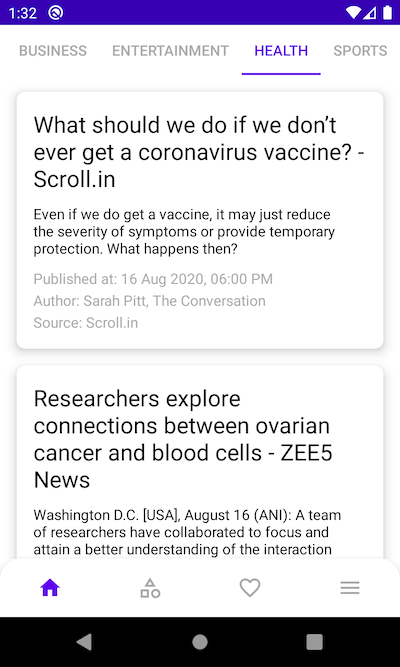 1:32
BUSINESS ENTERTAINMENT HEALTH SPORTS
What should we do if we don’t
ever get a coronavirus vaccine? -
Scroll.in
Even if we do get a vaccine, it may just reduce
the severity of symptoms or provide temporary
protection. What happens then?
Published at: 16 Aug 2020, 06:00 PM
Author: Sarah Pitt, The Conversation
Source: Scroll.in
Researchers explore
connections between ovarian
cancer and blood cells - ZEE5
News
Washington D.C. [USA], August 16 (ANI): A team
of researchers have collaborated to focus and
attain a better understanding of the interaction